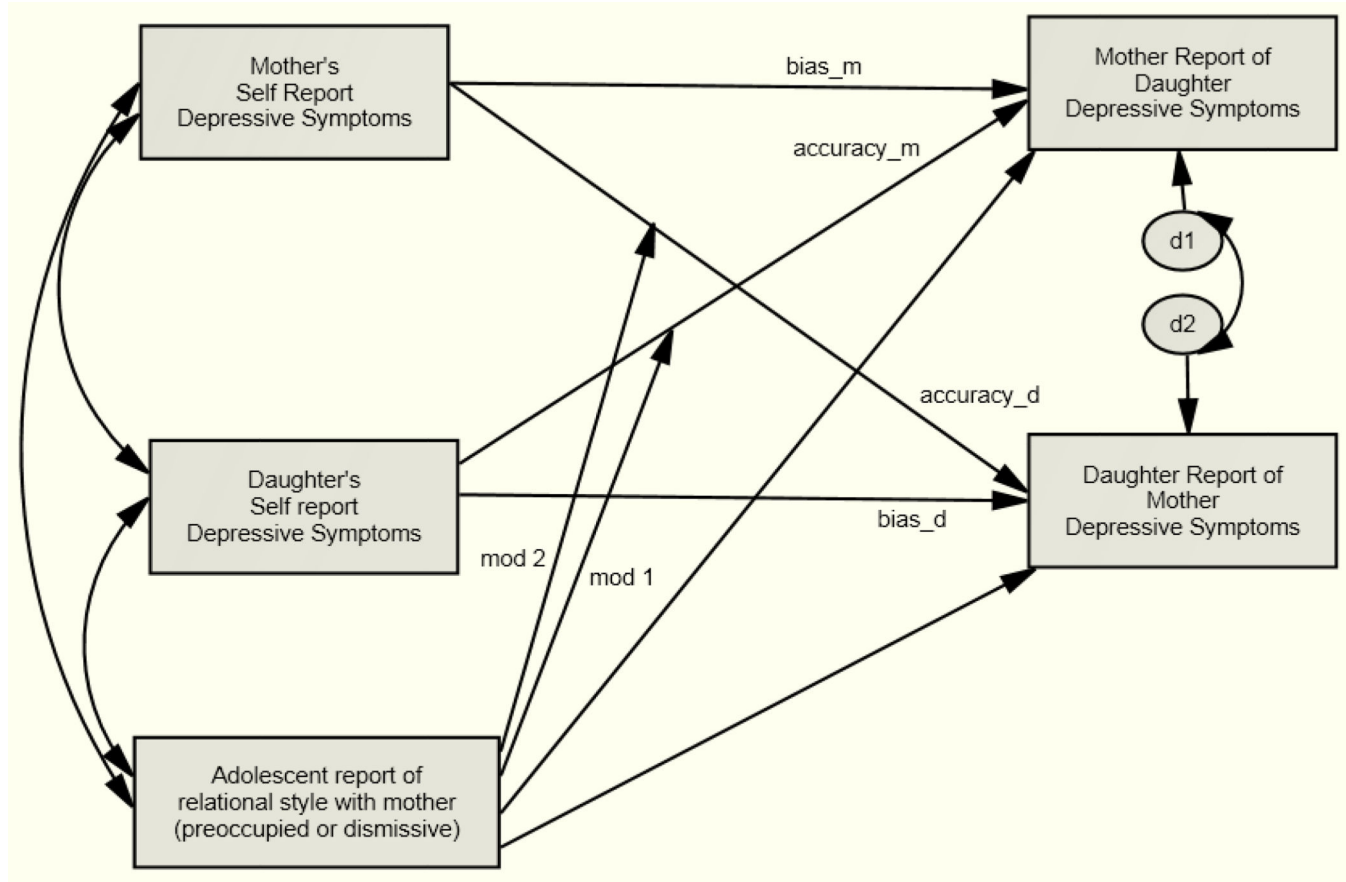 Mother's
Self Report
Depressive Symptoms
bias_m
Mother Report of
Daughter
Depressive Symptoms
accuracy_m
d1
d2
accuracy_d
Daughter's
Self report
Depressive Symptoms
bias_d
Daughter Report of
Mother
Depressive Symptoms
mod 2
mod 1
Adolescent report of
relational style with mother
(preoccupied or dismissive)